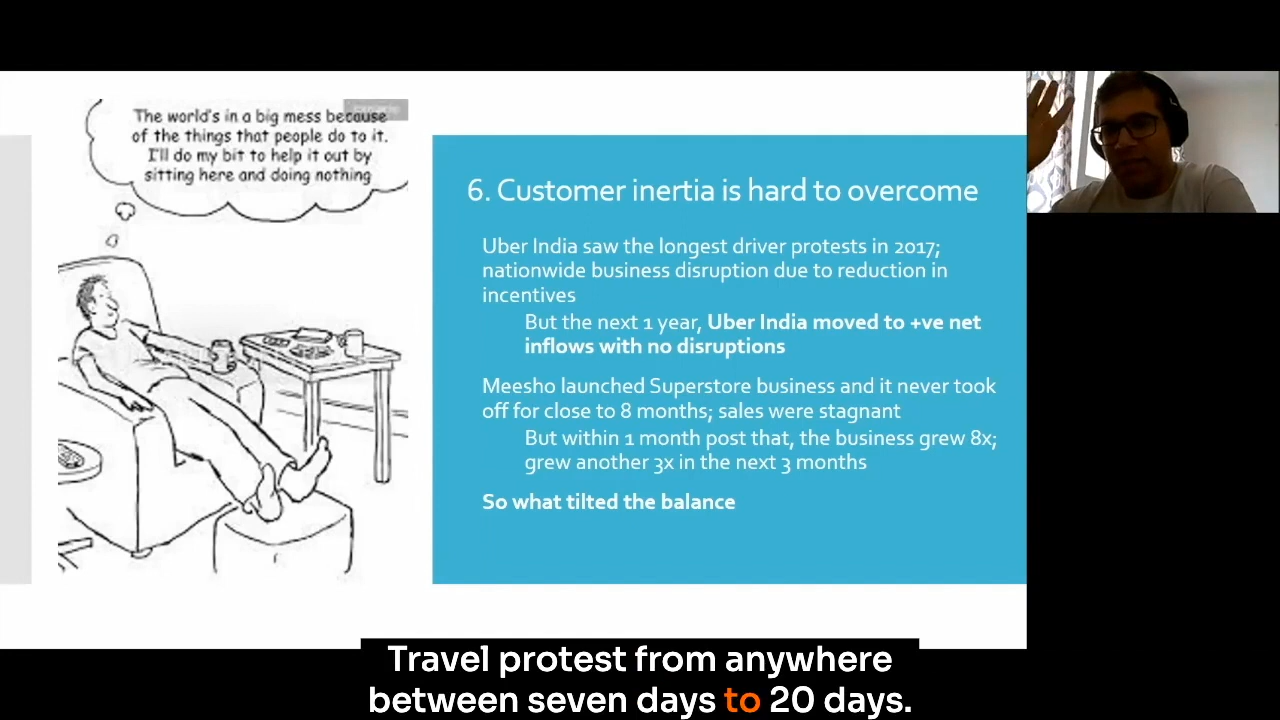 The world's in a big mess because
of the things that people do to it.
I'll do my bit to help it out by
sitting here and doing nothing
6. Customer inertia is hard to overcome
Uber India saw the longest driver protests in 2017;
nationwide business disruption due to reduction in
incentives
But the next 1 year, Uber India moved to +ve net
inflows with no disruptions
Meesho launched Superstore business and it never took
off for close to 8 months; sales were stagnant
But within 1 month post that, the business grew 8x;
grew another 3x in the next 3 months
So what tilted the balance
Travel protest from anywhere
between seven days to 20 days.